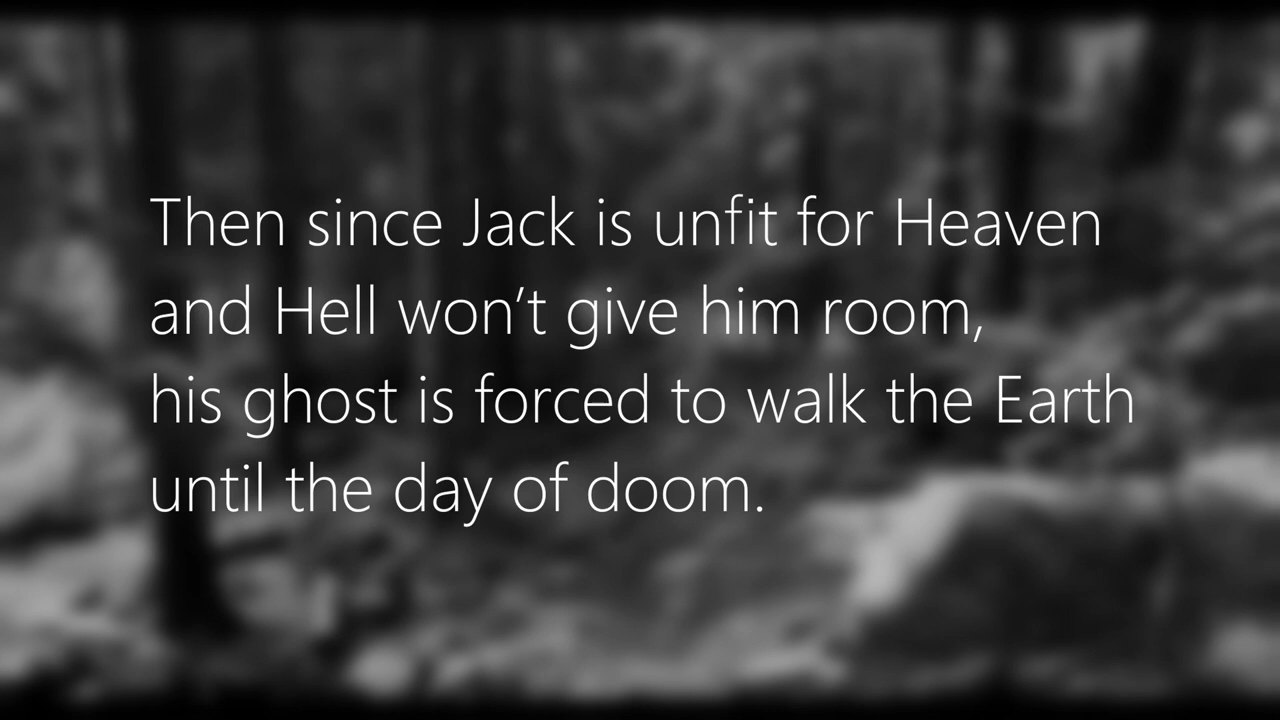 Then since Jack is unfit for Heaven
and Hell won’t give him room,
his ghost is forced to walk the Earth
until the day of doom.